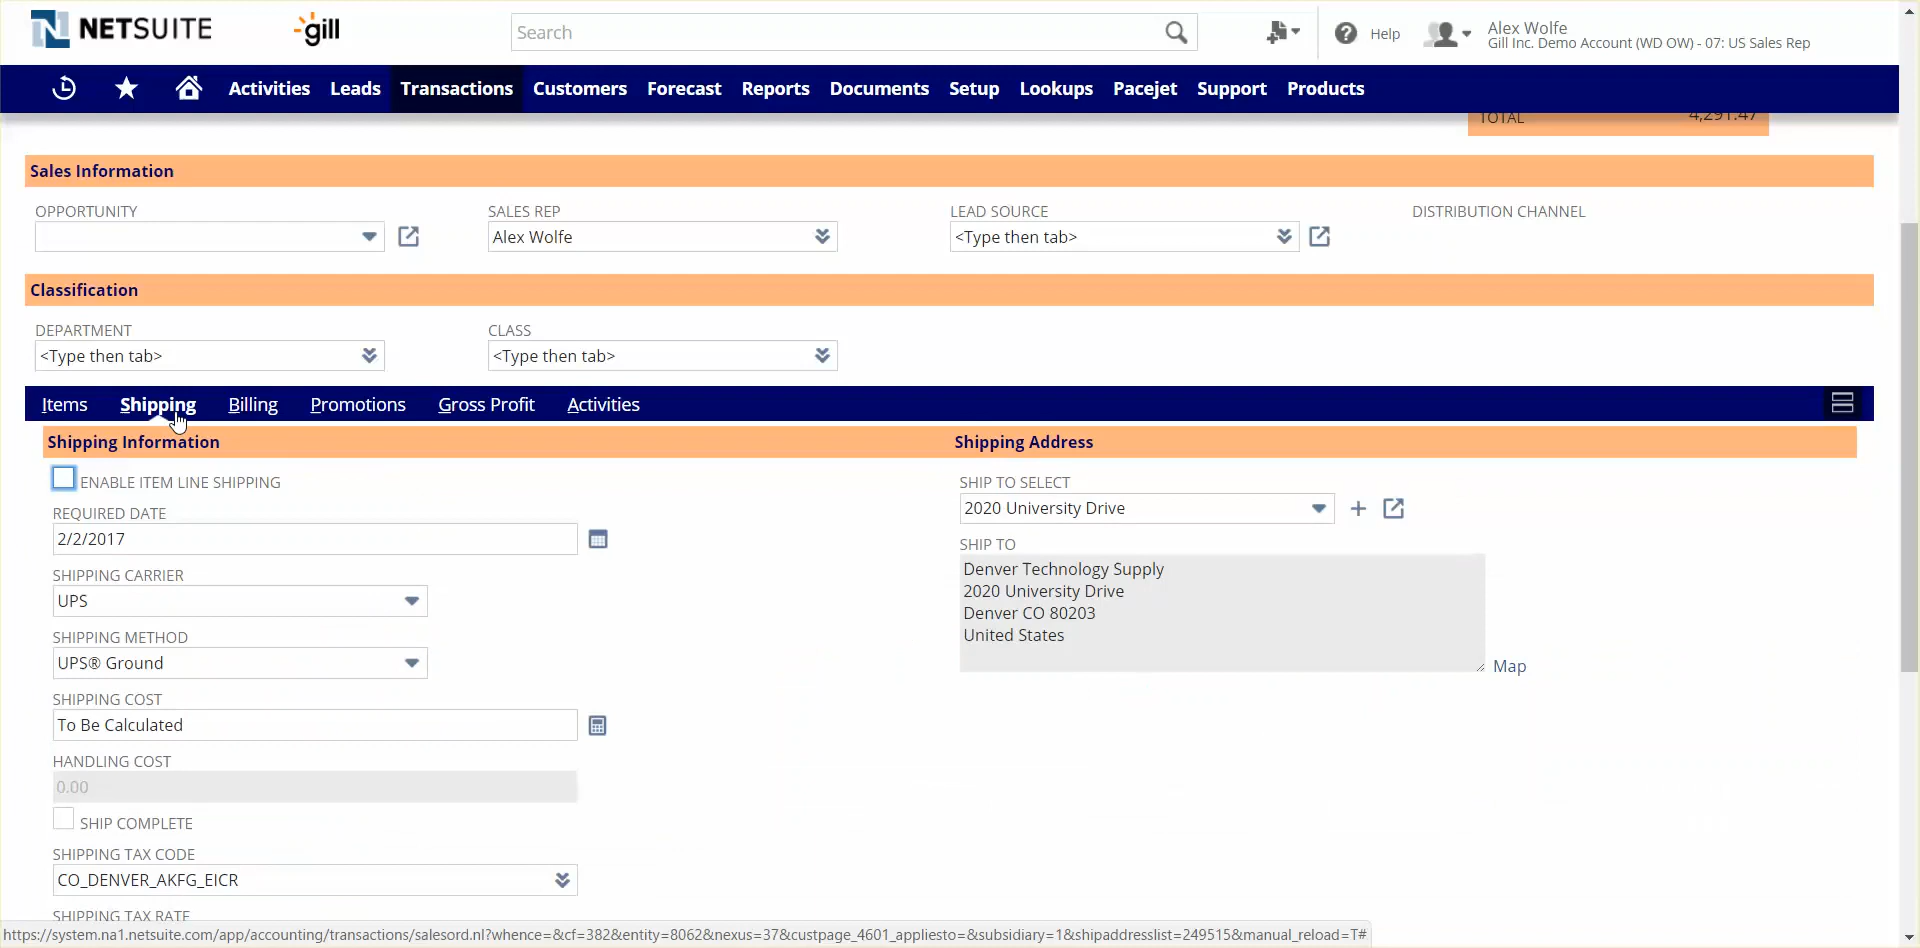 NETSUITE
gill
Search
Help
Alex Wolfe
Gill Inc. Demo Account (WD OW) - 07: US Sales Rep
Activities Leads Transactions Customers Forecast Reports Documents Setup Lookups Pacejet Support Products
TOTAL 4,291.47
Sales Information
OPPORTUNITY SALES REP LEAD SOURCE DISTRIBUTION CHANNEL
Alex Wolfe <Type then tab>
Classification
DEPARTMENT CLASS
<Type then tab> <Type then tab>
Items Shipping Billing Promotions Gross Profit Activities
Shipping Information
ENABLE ITEM LINE SHIPPING
REQUIRED DATE
2/2/2017
SHIPPING CARRIER
UPS
SHIPPING METHOD
UPS® Ground
SHIPPING COST
To Be Calculated
HANDLING COST
0.00
SHIP COMPLETE
SHIPPING TAX CODE
CO_DENVER_AKFG_EICR
SHIPPING TAX RATE
Shipping Address
SHIP TO SELECT
2020 University Drive
SHIP TO
Denver Technology Supply
2020 University Drive
Denver CO 80203
United States
Map
https://system.na1.netsuite.com/app/accounting/transactions/salesord.nl?whence=&cf=382&entity=8062&nexus=37&custpage_4601_appliesto=&subsidiary=1&shipaddresslist=249515&manual_reload=T#